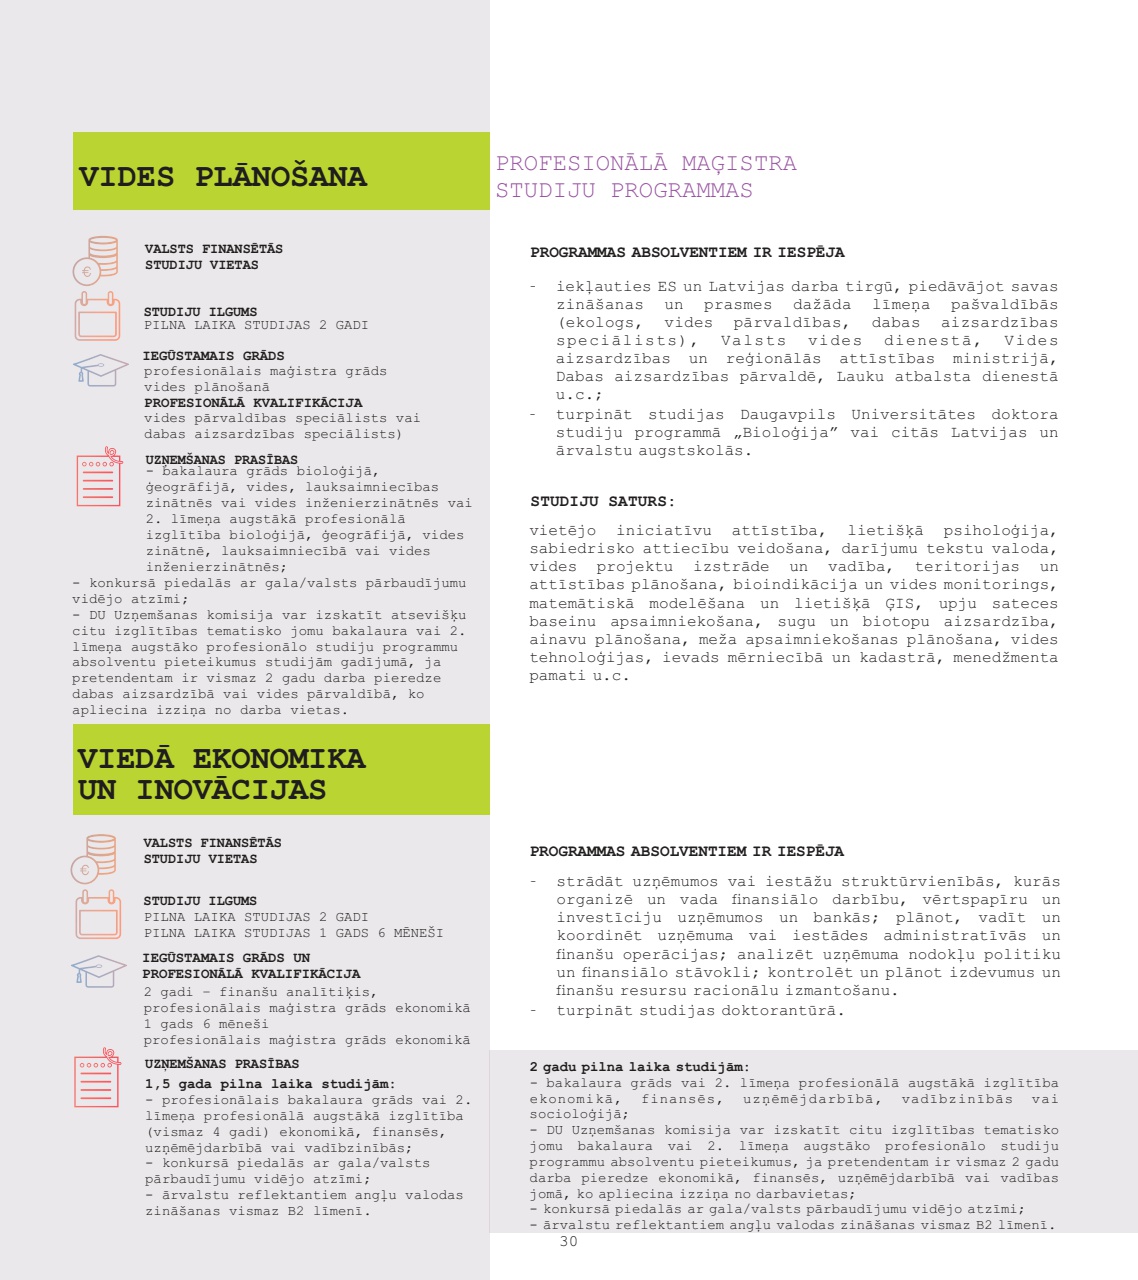 VIDES PLĀNOŠANA
PROFESIONĀLĀ MAĢISTRA
STUDIJU PROGRAMMAS
VALSTS FINANSĒTĀS
STUDIJU VIETAS
STUDIJU ILGUMS
PILNA LAIKA STUDIJAS 2 GADI
IEGŪSTAMAIS GRĀDS
profesionālais maģistra grāds
vides plānošanā
PROFESIONĀLĀ KVALIFIKĀCIJA
vides pārvaldības speciālists vai
dabas aizsardzības speciālists)
UZŅEMŠANAS PRASĪBAS
- bakalaura grāds bioloģijā,
ģeogrāfijā, vides, lauksaimniecības
zinātnēs vai vides inženierzinātnēs vai
2. līmeņa augstākā profesionālā
izglītība bioloģijā, ģeogrāfijā, vides
zinātnē, lauksaimniecībā vai vides
inženierzinātnēs;
- konkursā piedalās ar gala/valsts pārbaudījumu
vidējo atzīmi;
- DU Uzņemšanas komisija var izskatīt atsevišķu
citu izglītības tematisko jomu bakalaura vai 2.
līmeņa augstāko profesionālo studiju programmu
absolventu pieteikumus studijām gadījumā, ja
pretendentam ir vismaz 2 gadu darba pieredze
dabas aizsardzībā vai vides pārvaldībā, ko
apliecina izziņa no darba vietas.
PROGRAMMAS ABSOLVENTIEM IR IESPĒJA
- iekļauties ES un Latvijas darba tirgū, piedāvājot savas
zināšanas un prasmes dažāda līmeņa pašvaldībās
(ekologs, vides pārvaldības, dabas aizsardzības
speciālists), Valsts vides dienestā, Vides
aizsardzības un reģionālās attīstības ministrijā,
Dabas aizsardzības pārvaldē, Lauku atbalsta dienestā
u.c.;
- turpināt studijas Daugavpils Universitātes doktora
studiju programmā „Bioloģija” vai citās Latvijas un
ārvalstu augstskolās.
STUDIJU SATURS:
vietējo iniciatīvu attīstība, lietišķā psiholoģija,
sabiedrisko attiecību veidošana, darījumu tekstu valoda,
vides projektu izstrāde un vadība, teritorijas un
attīstības plānošana, bioindikācija un vides monitorings,
matemātiskā modelēšana un lietišķā ĢIS, upju sateces
baseinu apsaimniekošana, sugu un biotopu aizsardzība,
ainavu plānošana, meža apsaimniekošanas plānošana, vides
tehnoloģijas, ievads mērniecībā un kadastrā, menedžmenta
pamati u.c.
VIEDĀ EKONOMIKA
UN INOVĀCIJAS
VALSTS FINANSĒTĀS
STUDIJU VIETAS
STUDIJU ILGUMS
PILNA LAIKA STUDIJAS 2 GADI
PILNA LAIKA STUDIJAS 1 GADS 6 MĒNEŠI
IEGŪSTAMAIS GRĀDS UN
PROFESIONĀLĀ KVALIFIKĀCIJA
2 gadi – finanšu analītiķis,
profesionālais maģistra grāds ekonomikā
1 gads 6 mēneši
profesionālais maģistra grāds ekonomikā
UZŅEMŠANAS PRASĪBAS
1,5 gada pilna laika studijām:
- profesionālais bakalaura grāds vai 2.
līmeņa profesionālā augstākā izglītība
(vismaz 4 gadi) ekonomikā, finansēs,
uzņēmējdarbībā vai vadībzinībās;
- konkursā piedalās ar gala/valsts
pārbaudījumu vidējo atzīmi;
- ārvalstu reflektantiem angļu valodas
zināšanas vismaz B2 līmenī.
PROGRAMMAS ABSOLVENTIEM IR IESPĒJA
- strādāt uzņēmumos vai iestāžu struktūrvienībās, kurās
organizē un vada finansiālo darbību, vērtspapīru un
investīciju uzņēmumos un bankās; plānot, vadīt un
koordinēt uzņēmuma vai iestādes administratīvās un
finanšu operācijas; analizēt uzņēmuma nodokļu politiku
un finansiālo stāvokli; kontrolēt un plānot izdevumus un
finanšu resursu racionālu izmantošanu.
- turpināt studijas doktorantūrā.
2 gadu pilna laika studijām:
- bakalaura grāds vai 2. līmeņa profesionālā augstākā izglītība
ekonomikā, finansēs, uzņēmējdarbībā, vadībzinībās vai
socioloģijā;
- DU Uzņemšanas komisija var izskatīt citu izglītības tematisko
jomu bakalaura vai 2. līmeņa augstāko profesionālo studiju
programmu absolventu pieteikumus, ja pretendentam ir vismaz 2 gadu
darba pieredze ekonomikā, finansēs, uzņēmējdarbībā vai vadības
jomā, ko apliecina izziņa no darbavietas;
- konkursā piedalās ar gala/valsts pārbaudījumu vidējo atzīmi;
- ārvalstu reflektantiem angļu valodas zināšanas vismaz B2 līmenī.
30